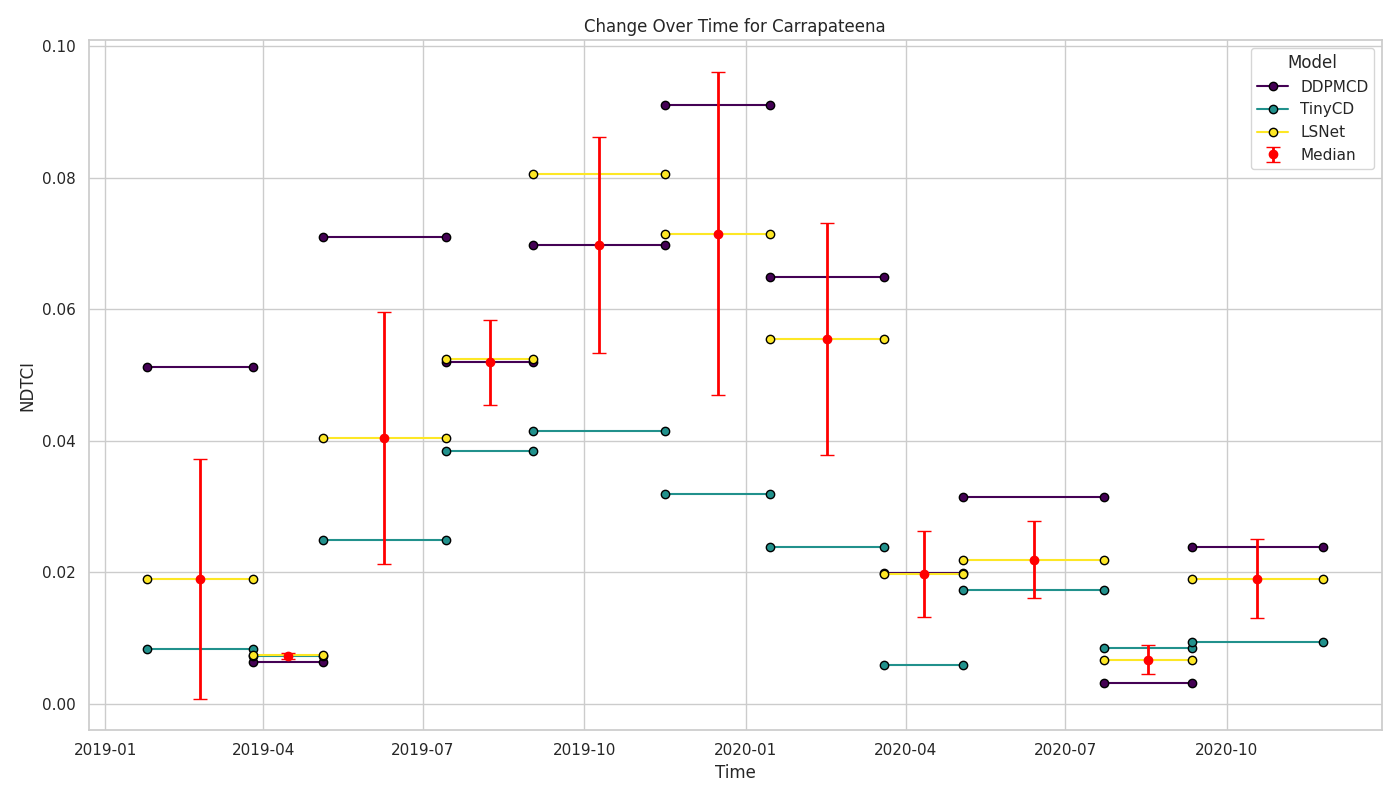 Change Over Time for Carrapateena
0.10
0.08
0.06
0.04
0.02
0.00
NDTCI
Model
DDPMCD
TinyCD
LSNet
Median
2019-01
2019-04
2019-07
2019-10
2020-01
2020-04
2020-07
2020-10
Time